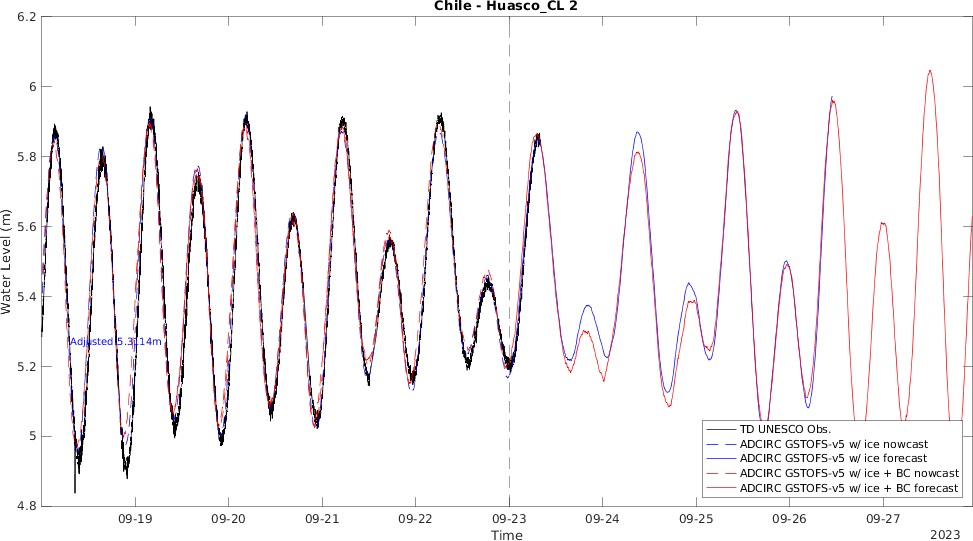 Chile - Huasco_CL 2
6.2
6
5.8
5.6
5.4
5.2
5
4.8
Water Level (m)
Adjusted 5.3114m
TD UNESCO Obs.
ADCIRC GSTOFS-v5 w/ ice nowcast
ADCIRC GSTOFS-v5 w/ ice forecast
ADCIRC GSTOFS-v5 w/ ice + BC nowcast
ADCIRC GSTOFS-v5 w/ ice + BC forecast
09-19 09-20 09-21 09-22 09-23 09-24 09-25 09-26 09-27
Time
2023